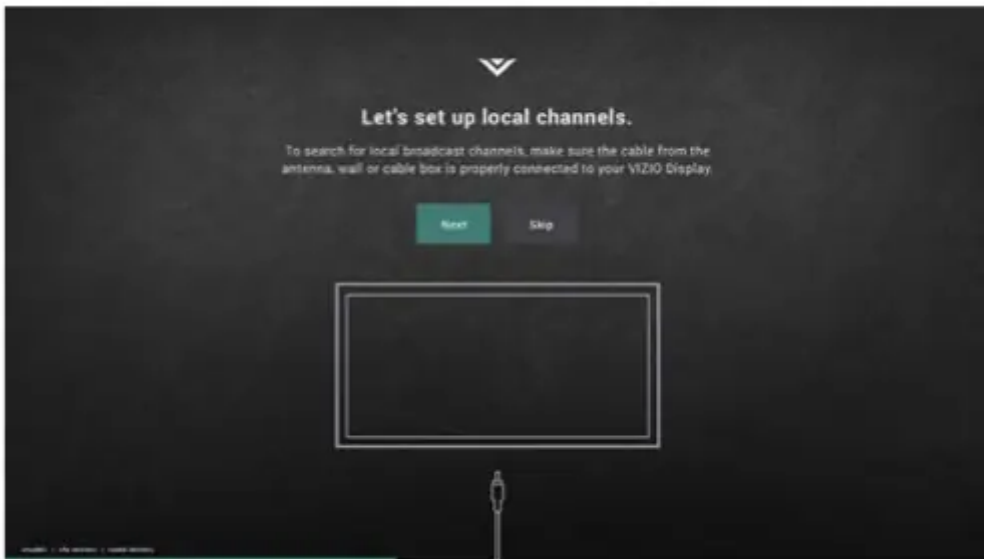 Let's set up local channels.
To search for local broadcast channels, make sure the cable from the
antenna, wall or cable box is properly connected to your VIZIO Display.
Next
Skip